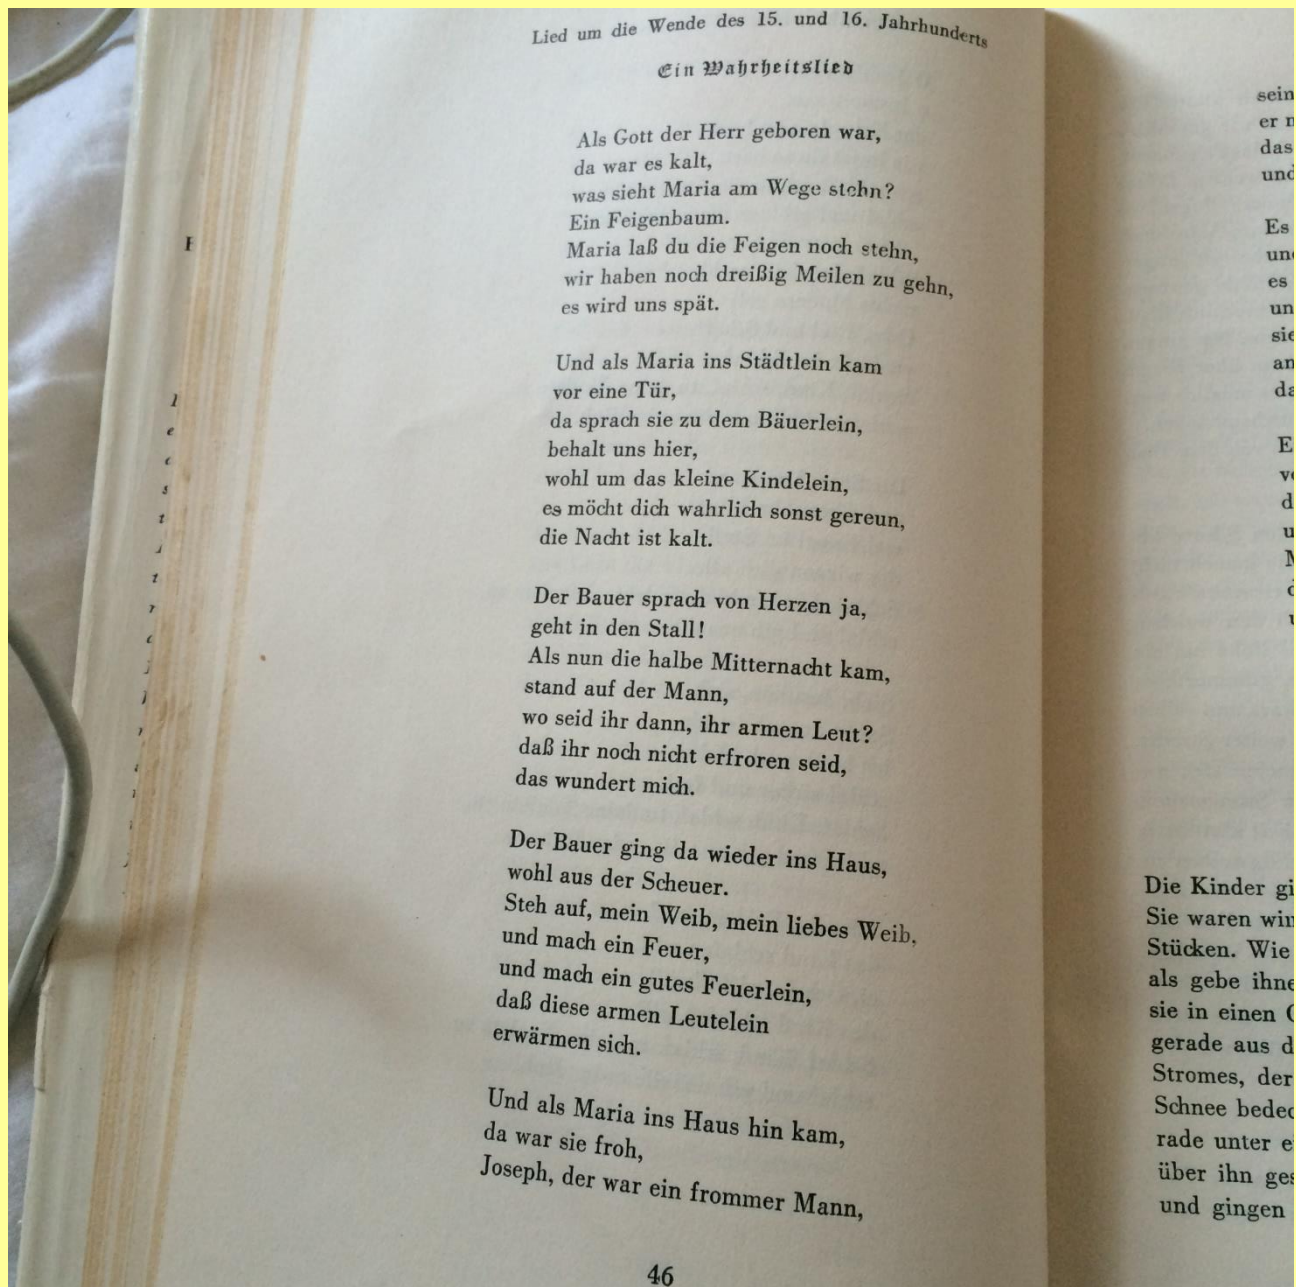 Lied um die Wende des 15. und 16. Jahrhunderts
Ein Wahrheitslied
Als Gott der Herr geboren war,
da war es kalt,
was sieht Maria am Wege stehn?
Ein Feigenbaum.
Maria laß du die Feigen noch stehn,
wir haben noch dreißig Meilen zu gehn,
es wird uns spät.
Und als Maria ins Städtlein kam
vor eine Tür,
da sprach sie zu dem Bäuerlein,
behalt uns hier,
wohl um das kleine Kindelein,
es möcht dich wahrlich sonst gereun,
die Nacht ist kalt.
Der Bauer sprach von Herzen ja,
geht in den Stall!
Als nun die halbe Mitternacht kam,
stand auf der Mann,
wo seid ihr dann, ihr armen Leut?
daß ihr noch nicht erfroren seid,
das wundert mich.
Der Bauer ging da wieder ins Haus,
wohl aus der Scheuer.
Steh auf, mein Weib, mein liebes Weib,
und mach ein Feuer,
und mach ein gutes Feuerlein,
daß diese armen Leutelein
erwärmen sich.
Und als Maria ins Haus hin kam,
da war sie froh,
Joseph, der war ein frommer Mann,
46
sein
er
das
und
Es
es
Die Kinder
Sie waren
Stücken. Wie
als gebe
sie in einen
gerade aus
Stromes, der
Schnee
rade unter
über ihn
und gingen